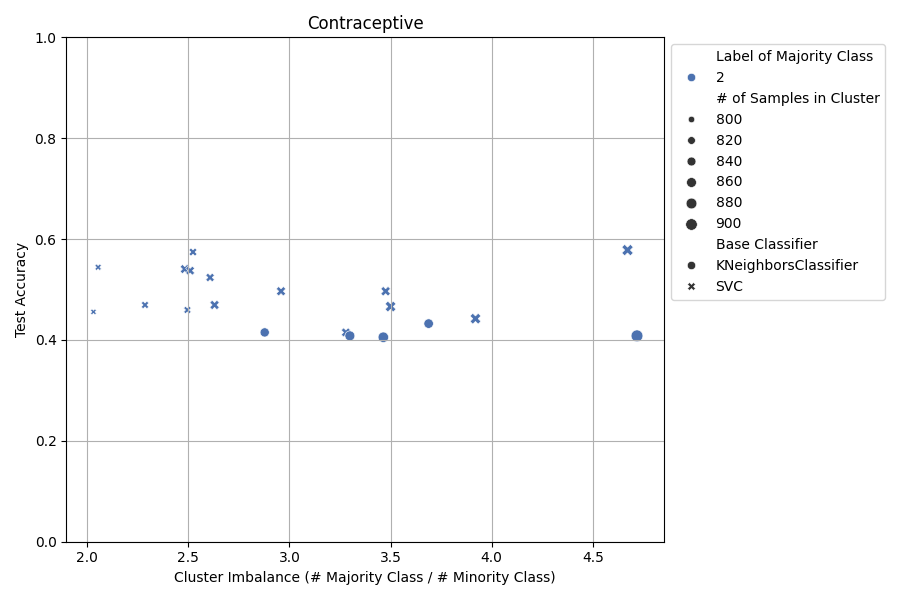 Contraceptive
1.0
0.8
0.6
0.4
0.2
0.0
Test Accuracy
2.0 2.5 3.0 3.5 4.0 4.5
Cluster Imbalance (# Majority Class / # Minority Class)
Label of Majority Class
2
# of Samples in Cluster
800
820
840
860
880
900
Base Classifier
KNeighborsClassifier
SVC